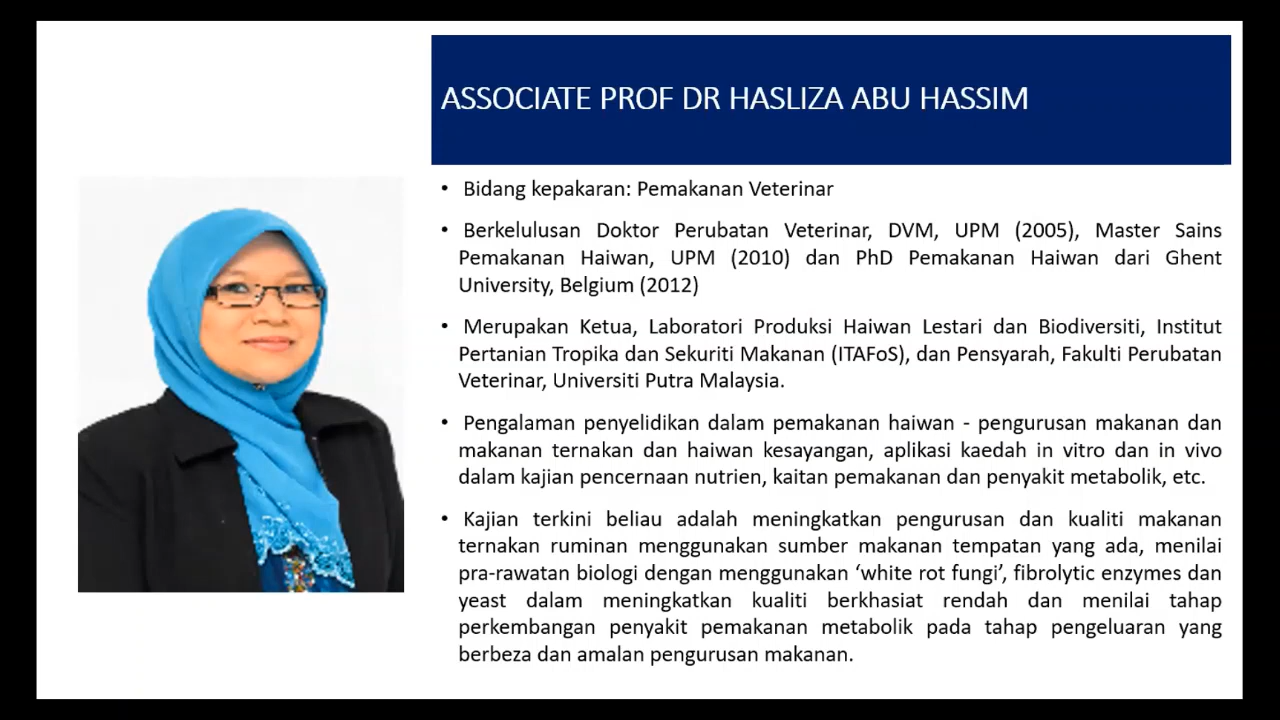 ASSOCIATE PROF DR HASLIZA ABU HASSIM
• Bidang kepakaran: Pemakanan Veterinar
• Berkelulusan Doktor Perubatan Veterinar, DVM, UPM (2005), Master Sains
Pemakanan Haiwan, UPM (2010) dan PhD Pemakanan Haiwan dari Ghent
University, Belgium (2012)
• Merupakan Ketua, Laboratori Produksi Haiwan Lestari dan Biodiversiti, Institut
Pertanian Tropika dan Sekuriti Makanan (ITAFoS), dan Pensyarah, Fakulti Perubatan
Veterinar, Universiti Putra Malaysia.
• Pengalaman penyelidikan dalam pemakanan haiwan - pengurusan makanan dan
makanan ternakan dan haiwan kesayangan, aplikasi kaedah in vitro dan in vivo
dalam kajian pencernaan nutrien, kaitan pemakanan dan penyakit metabolik, etc.
• Kajian terkini beliau adalah meningkatkan pengurusan dan kualiti makanan
ternakan ruminan menggunakan sumber makanan tempatan yang ada, menilai
pra-rawatan biologi dengan menggunakan ‘white rot fungi’, fibrolytic enzymes dan
yeast dalam meningkatkan kualiti berkhasiat rendah dan menilai tahap
perkembangan penyakit pemakanan metabolik pada tahap pengeluaran yang
berbeza dan amalan pengurusan makanan.